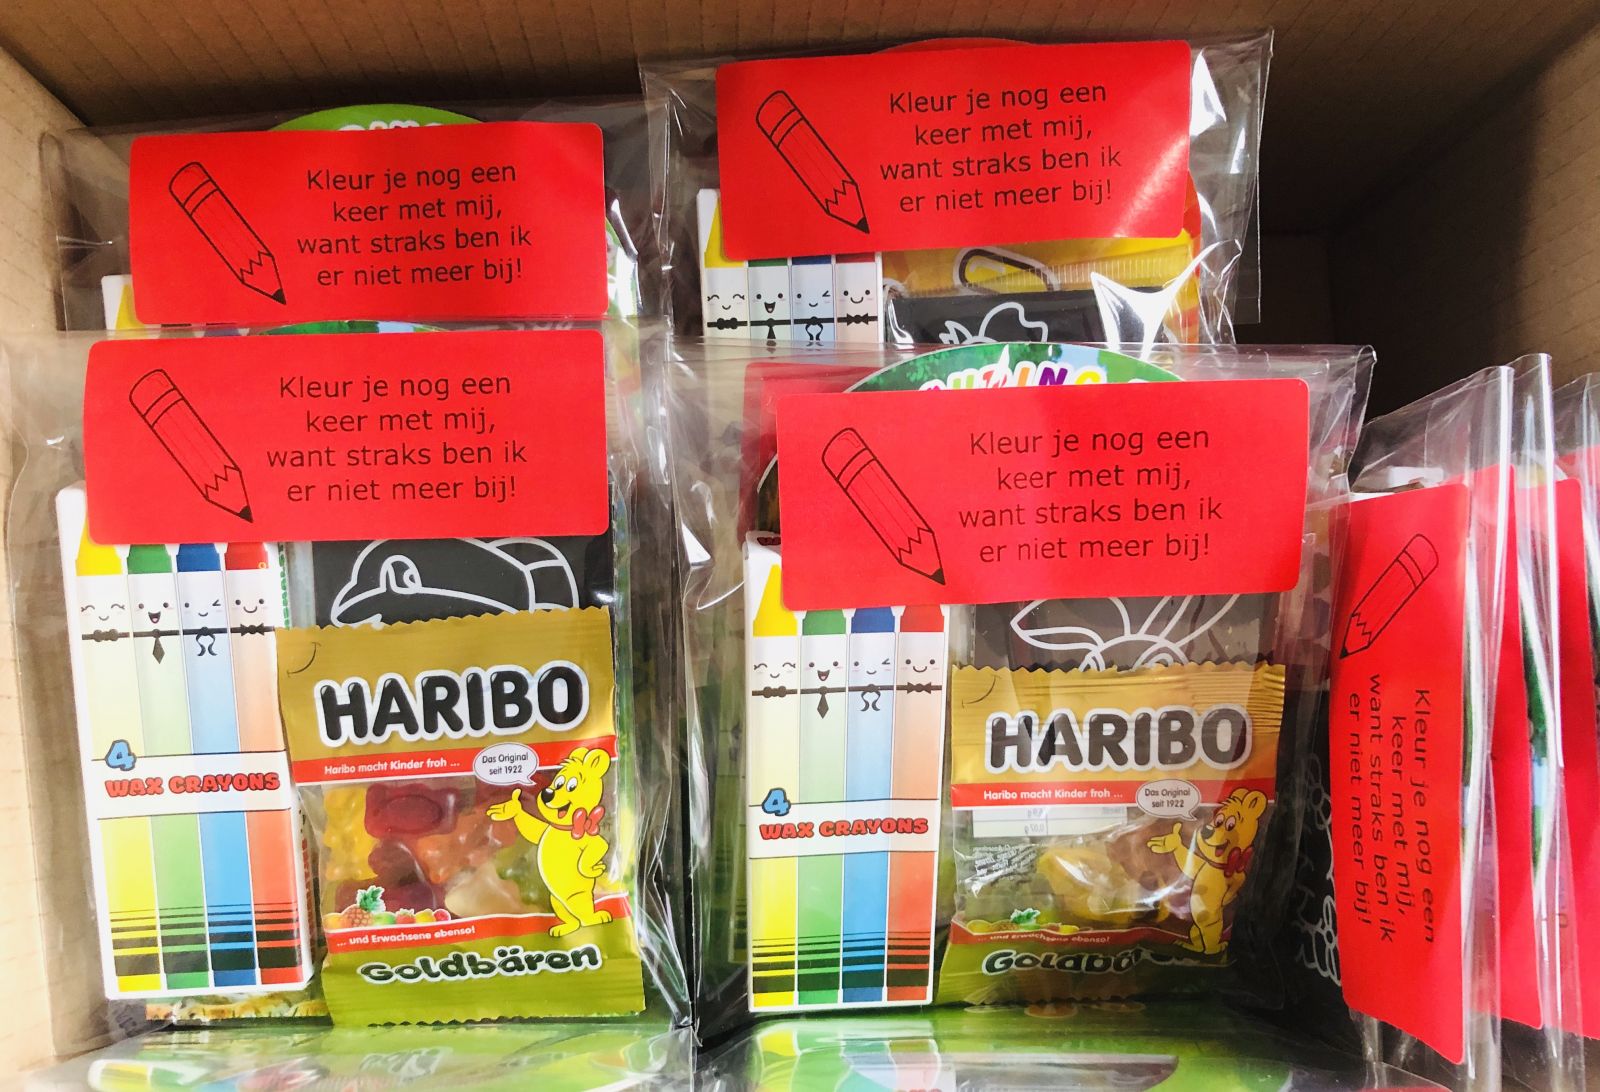 Kleur je nog een
keer met mij,
want straks ben ik
er niet meer bij!
Kleur je nog een
keer met mij,
want straks ben ik
er niet meer bij!
Kleur je nog een
keer met mij,
want straks ben ik
er niet meer bij!
4
WAX CRAYONS
HARIBO
Haribo macht Kinder froh ...
Das Original
seit 1922
... und Erwachsene ebenso!
Goldbären
Kleur je nog een
keer met mij,
want straks ben ik
er niet meer bij!
4
WAX CRAYONS
HARIBO
Haribo macht Kinder froh ...
Das Original
seit 1922
... und Erwachsene ebenso!
Kleur je nog een
keer met mij,
want straks ben ik
er niet meer bij!